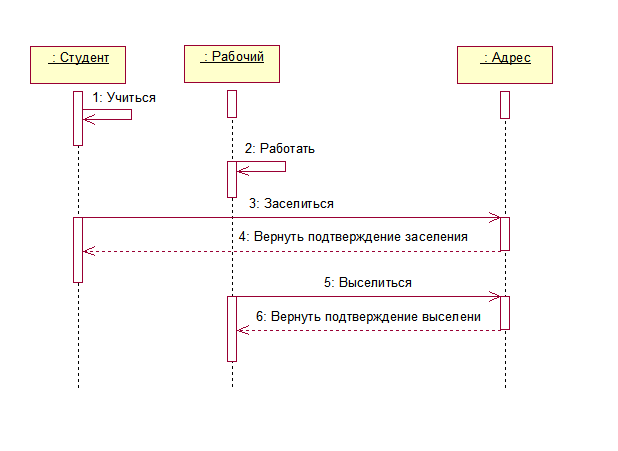 : Студент
: Рабочий
: Адрес
1: Учиться
2: Работать
3: Заселиться
4: Вернуть подтверждение заселения
5: Выселиться
6: Вернуть подтверждение выселени